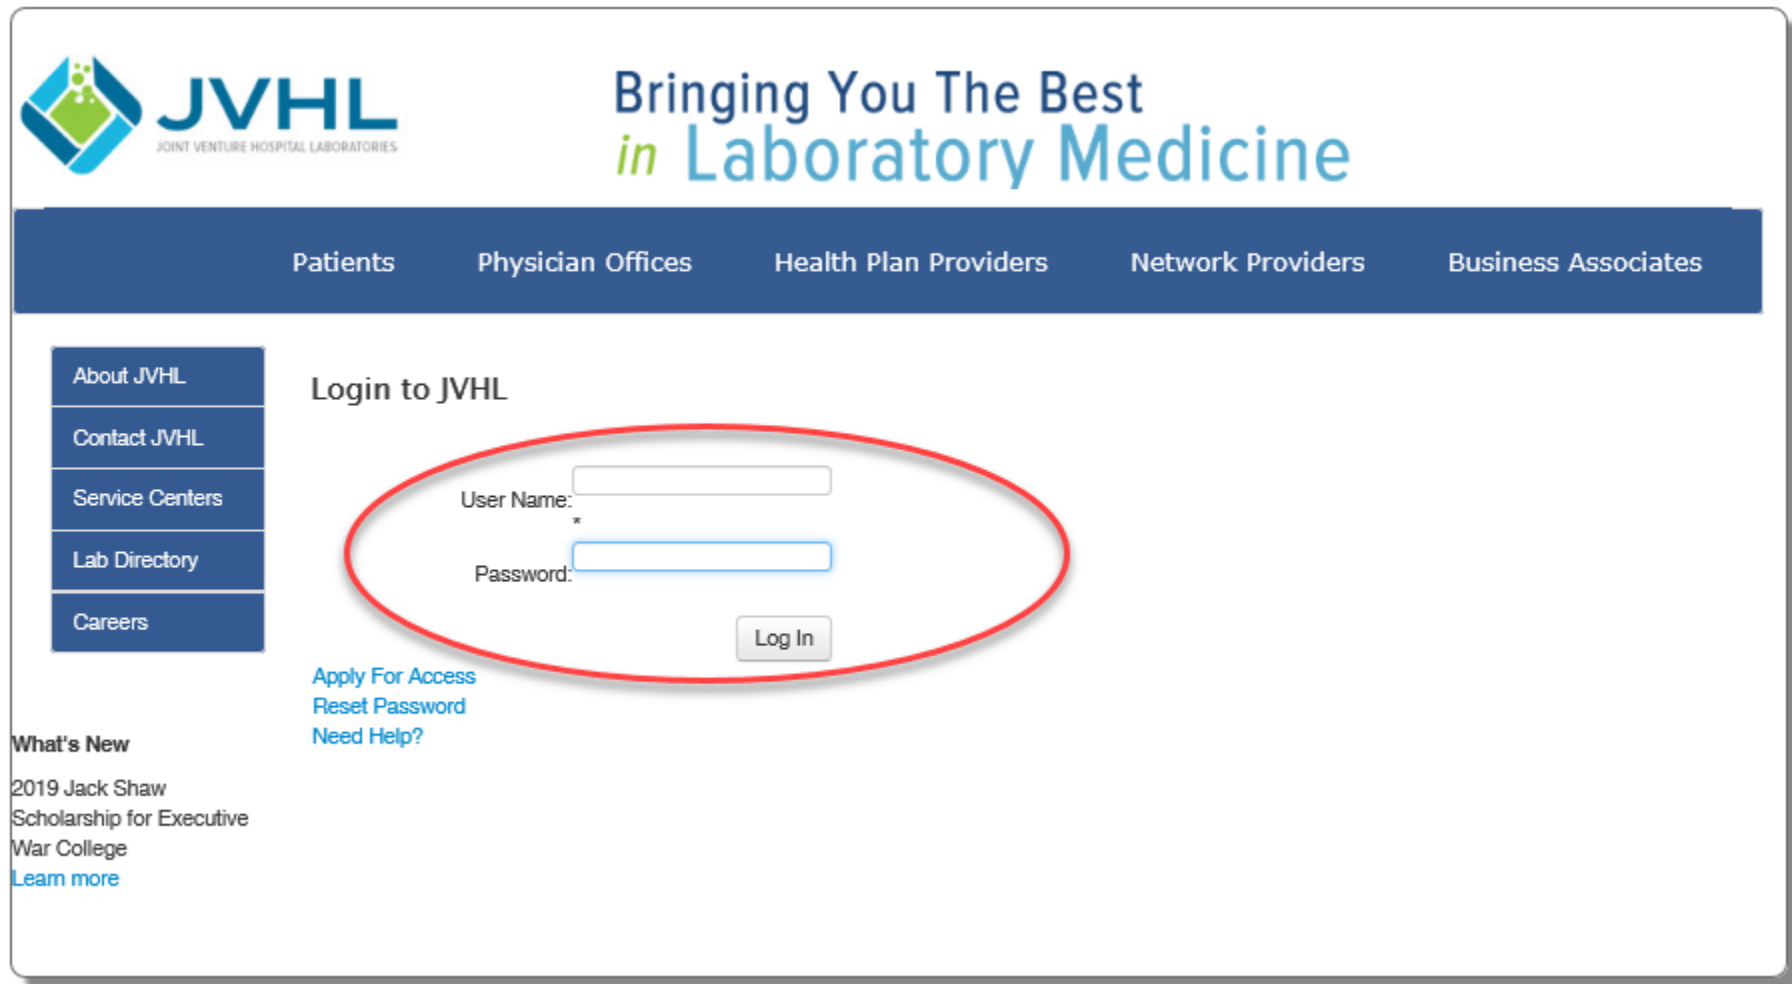 JVHL
JOINT VENTURE HOSPITAL LABORATORIES
Bringing You The Best
in Laboratory Medicine
Patients Physician Offices Health Plan Providers Network Providers Business Associates
About JVHL
Contact JVHL
Service Centers
Lab Directory
Careers
What's New
2019 Jack Shaw
Scholarship for Executive
War College
Learn more
Login to JVHL
User Name:
*
Password:
Log In
Apply For Access
Reset Password
Need Help?